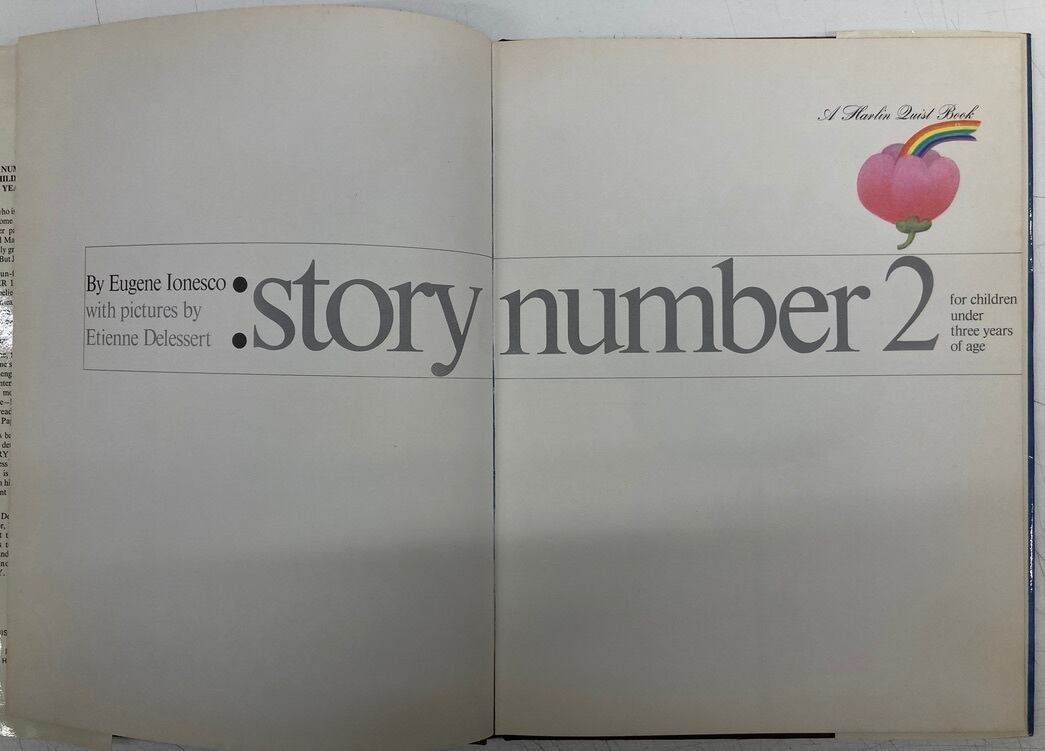 By Eugene Ionesco
with pictures by
Etienne Delessert
:story number 2
for children
under
three years
of age
A Harlin Quist Book